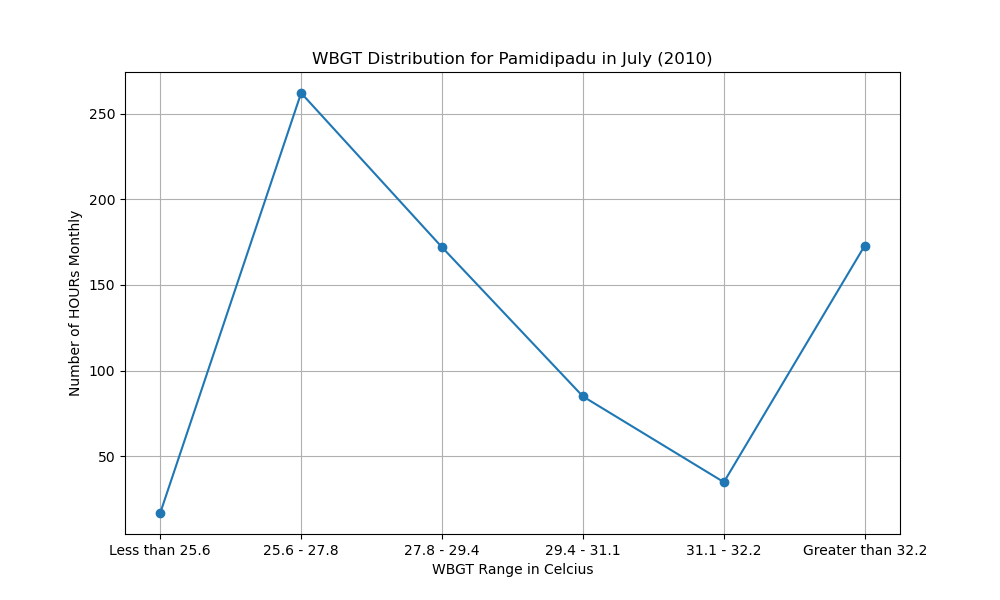 WBGT Distribution for Pamidipadu in July (2010)
Number of HOURs Monthly
250
200
150
100
50
Less than 25.6 25.6 - 27.8 27.8 - 29.4 29.4 - 31.1 31.1 - 32.2 Greater than 32.2
WBGT Range in Celcius